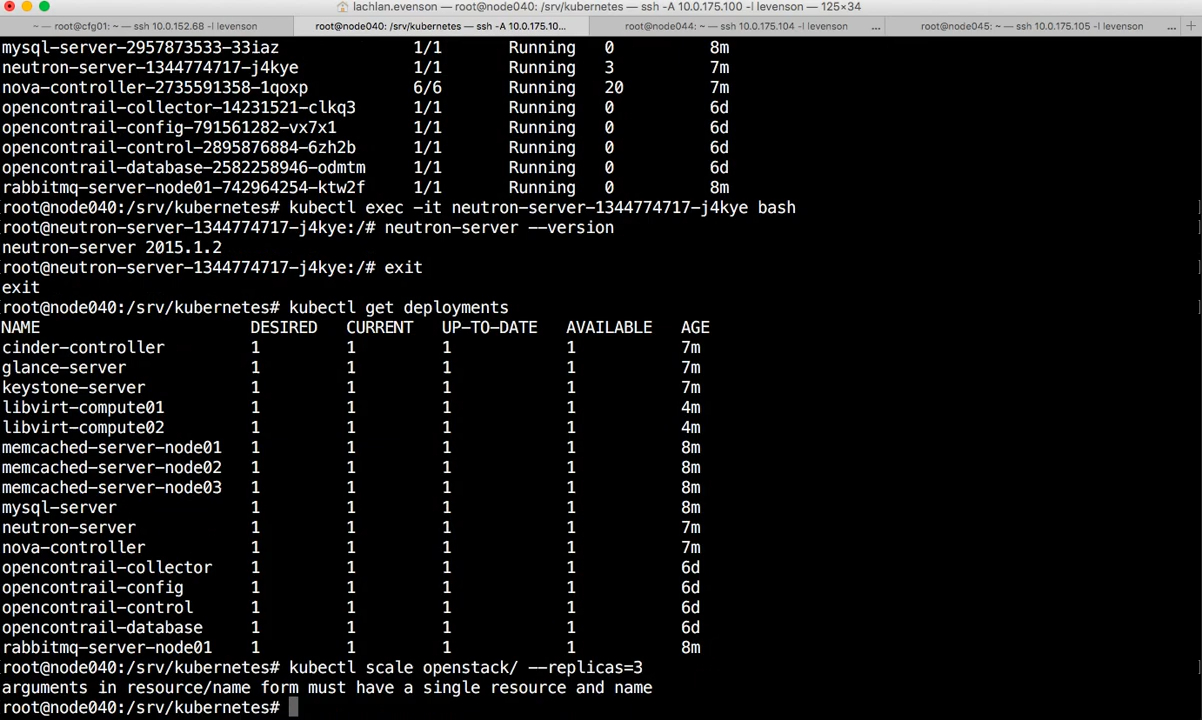 lachlan.evenson — root@node040: /srv/kubernetes — ssh -A 10.0.175.100 -l levenson — 125×34
~ — root@cfg01: ~ — ssh 10.0.152.68 -l levenson
root@node040: /srv/kubernetes — ssh -A 10.0.175.10...
root@node044: ~ — ssh 10.0.175.104 -l levenson ...
root@node045: ~ — ssh 10.0.175.105 -l levenson ... +
mysql-server-2957873533-33iaz 1/1 Running 0 8m
neutron-server-1344774717-j4kye 1/1 Running 3 7m
nova-controller-2735591358-1qoxp 6/6 Running 20 7m
opencontrail-collector-14231521-clkq3 1/1 Running 0 6d
opencontrail-config-791561282-vx7x1 1/1 Running 0 6d
opencontrail-control-2895876884-6zh2b 1/1 Running 0 6d
opencontrail-database-2582258946-odmtm 1/1 Running 0 6d
rabbitmq-server-node01-742964254-ktw2f 1/1 Running 0 8m
[root@node040:/srv/kubernetes# kubectl exec -it neutron-server-1344774717-j4kye bash ]
[root@neutron-server-1344774717-j4kye:/# neutron-server --version ]
neutron-server 2015.1.2
[root@neutron-server-1344774717-j4kye:/# exit ]
exit
[root@node040:/srv/kubernetes# kubectl get deployments ]
NAME DESIRED CURRENT UP-TO-DATE AVAILABLE AGE
cinder-controller 1 1 1 1 7m
glance-server 1 1 1 1 7m
keystone-server 1 1 1 1 7m
libvirt-compute01 1 1 1 1 4m
libvirt-compute02 1 1 1 1 4m
memcached-server-node01 1 1 1 1 8m
memcached-server-node02 1 1 1 1 8m
memcached-server-node03 1 1 1 1 8m
mysql-server 1 1 1 1 8m
neutron-server 1 1 1 1 7m
nova-controller 1 1 1 1 7m
opencontrail-collector 1 1 1 1 6d
opencontrail-config 1 1 1 1 6d
opencontrail-control 1 1 1 1 6d
opencontrail-database 1 1 1 1 6d
rabbitmq-server-node01 1 1 1 1 8m
[root@node040:/srv/kubernetes# kubectl scale openstack/ --replicas=3 ]
arguments in resource/name form must have a single resource and name
root@node040:/srv/kubernetes#